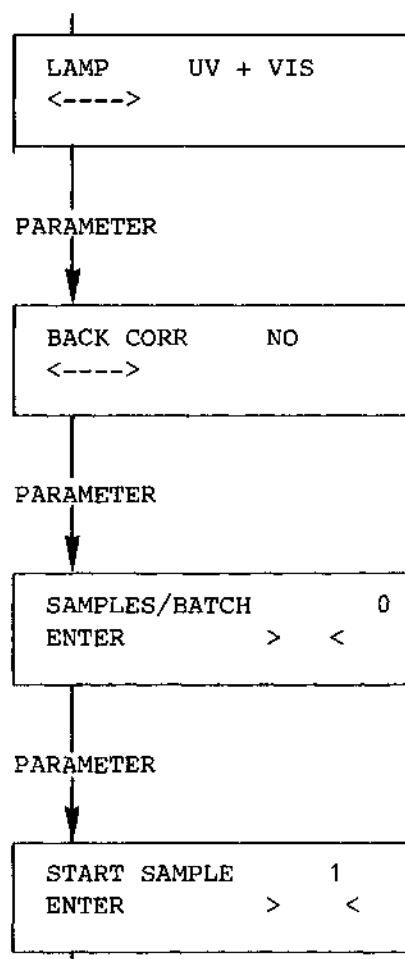 LAMP UV + VIS
<---->
PARAMETER
BACK CORR NO
<---->
PARAMETER
SAMPLES/BATCH 0
ENTER > <
PARAMETER
START SAMPLE 1
ENTER > <